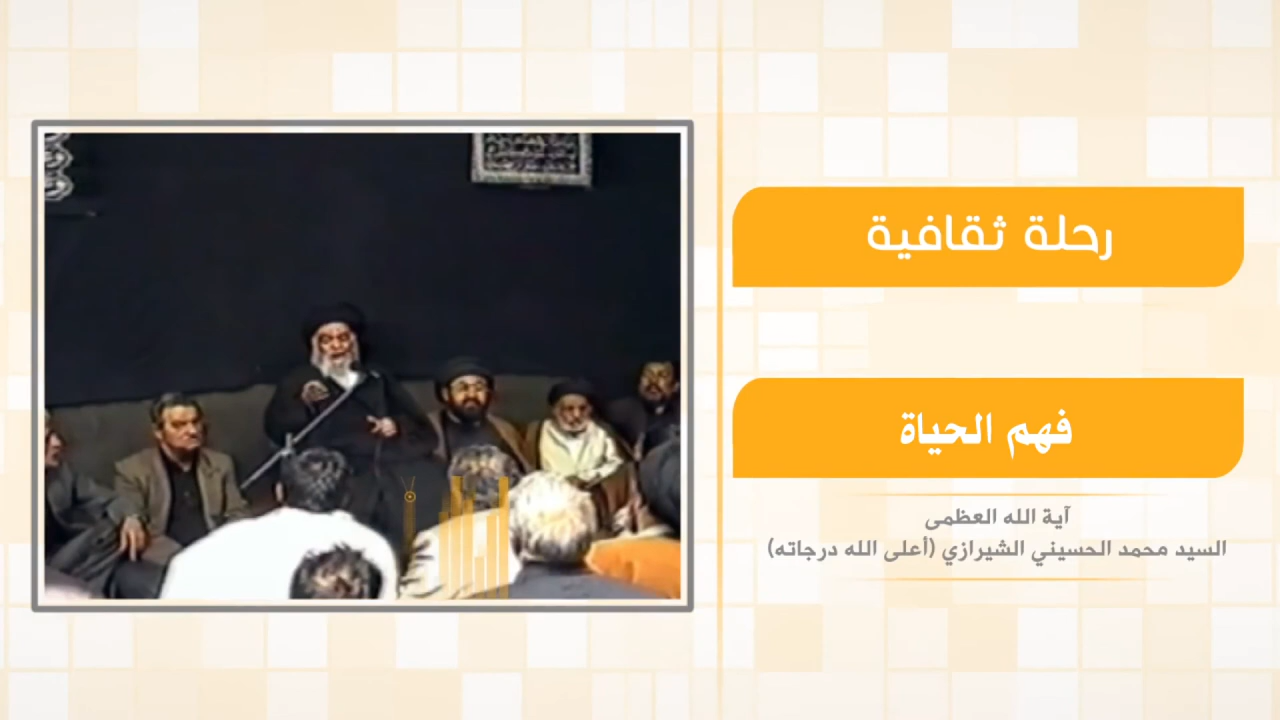 رحلة ثقافية
فهم الحياة
آية الله العظمى
السيد محمد الحسيني الشيرازي (أعلى الله درجاته)